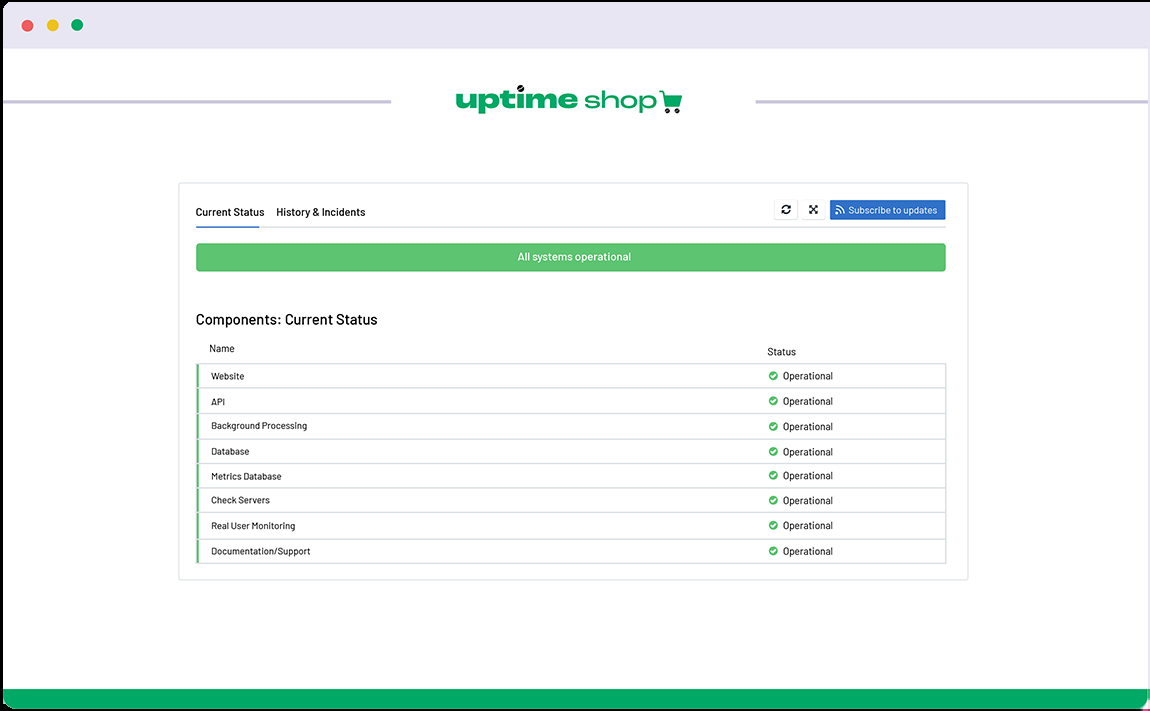 uptime shop
Current Status History & Incidents Subscribe to updates
All systems operational
Components: Current Status
Name Status
Website Operational
API Operational
Background Processing Operational
Database Operational
Metrics Database Operational
Check Servers Operational
Real User Monitoring Operational
Documentation/Support Operational